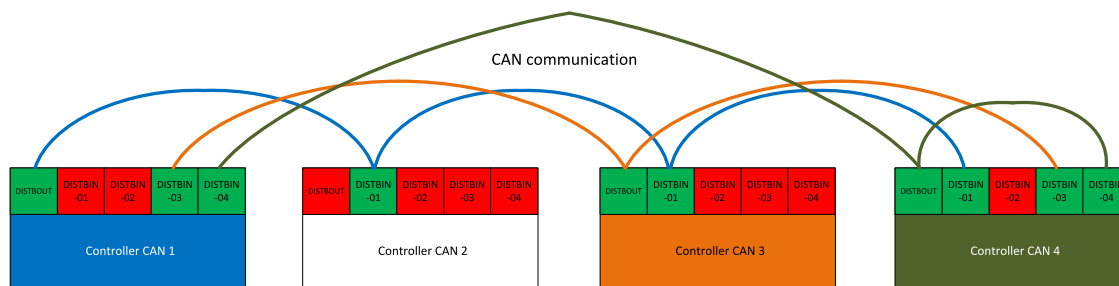 CAN communication
DISTBOUT
DISTBIN
-01
DISTBIN
-02
DISTBIN
-03
DISTBIN
-04
Controller CAN 1
DISTBOUT
DISTBIN
-01
DISTBIN
-02
DISTBIN
-03
DISTBIN
-04
Controller CAN 2
DISTBOUT
DISTBIN
-01
DISTBIN
-02
DISTBIN
-03
DISTBIN
-04
Controller CAN 3
DISTBOUT
DISTBIN
-01
DISTBIN
-02
DISTBIN
-03
DISTBIN
-04
Controller CAN 4